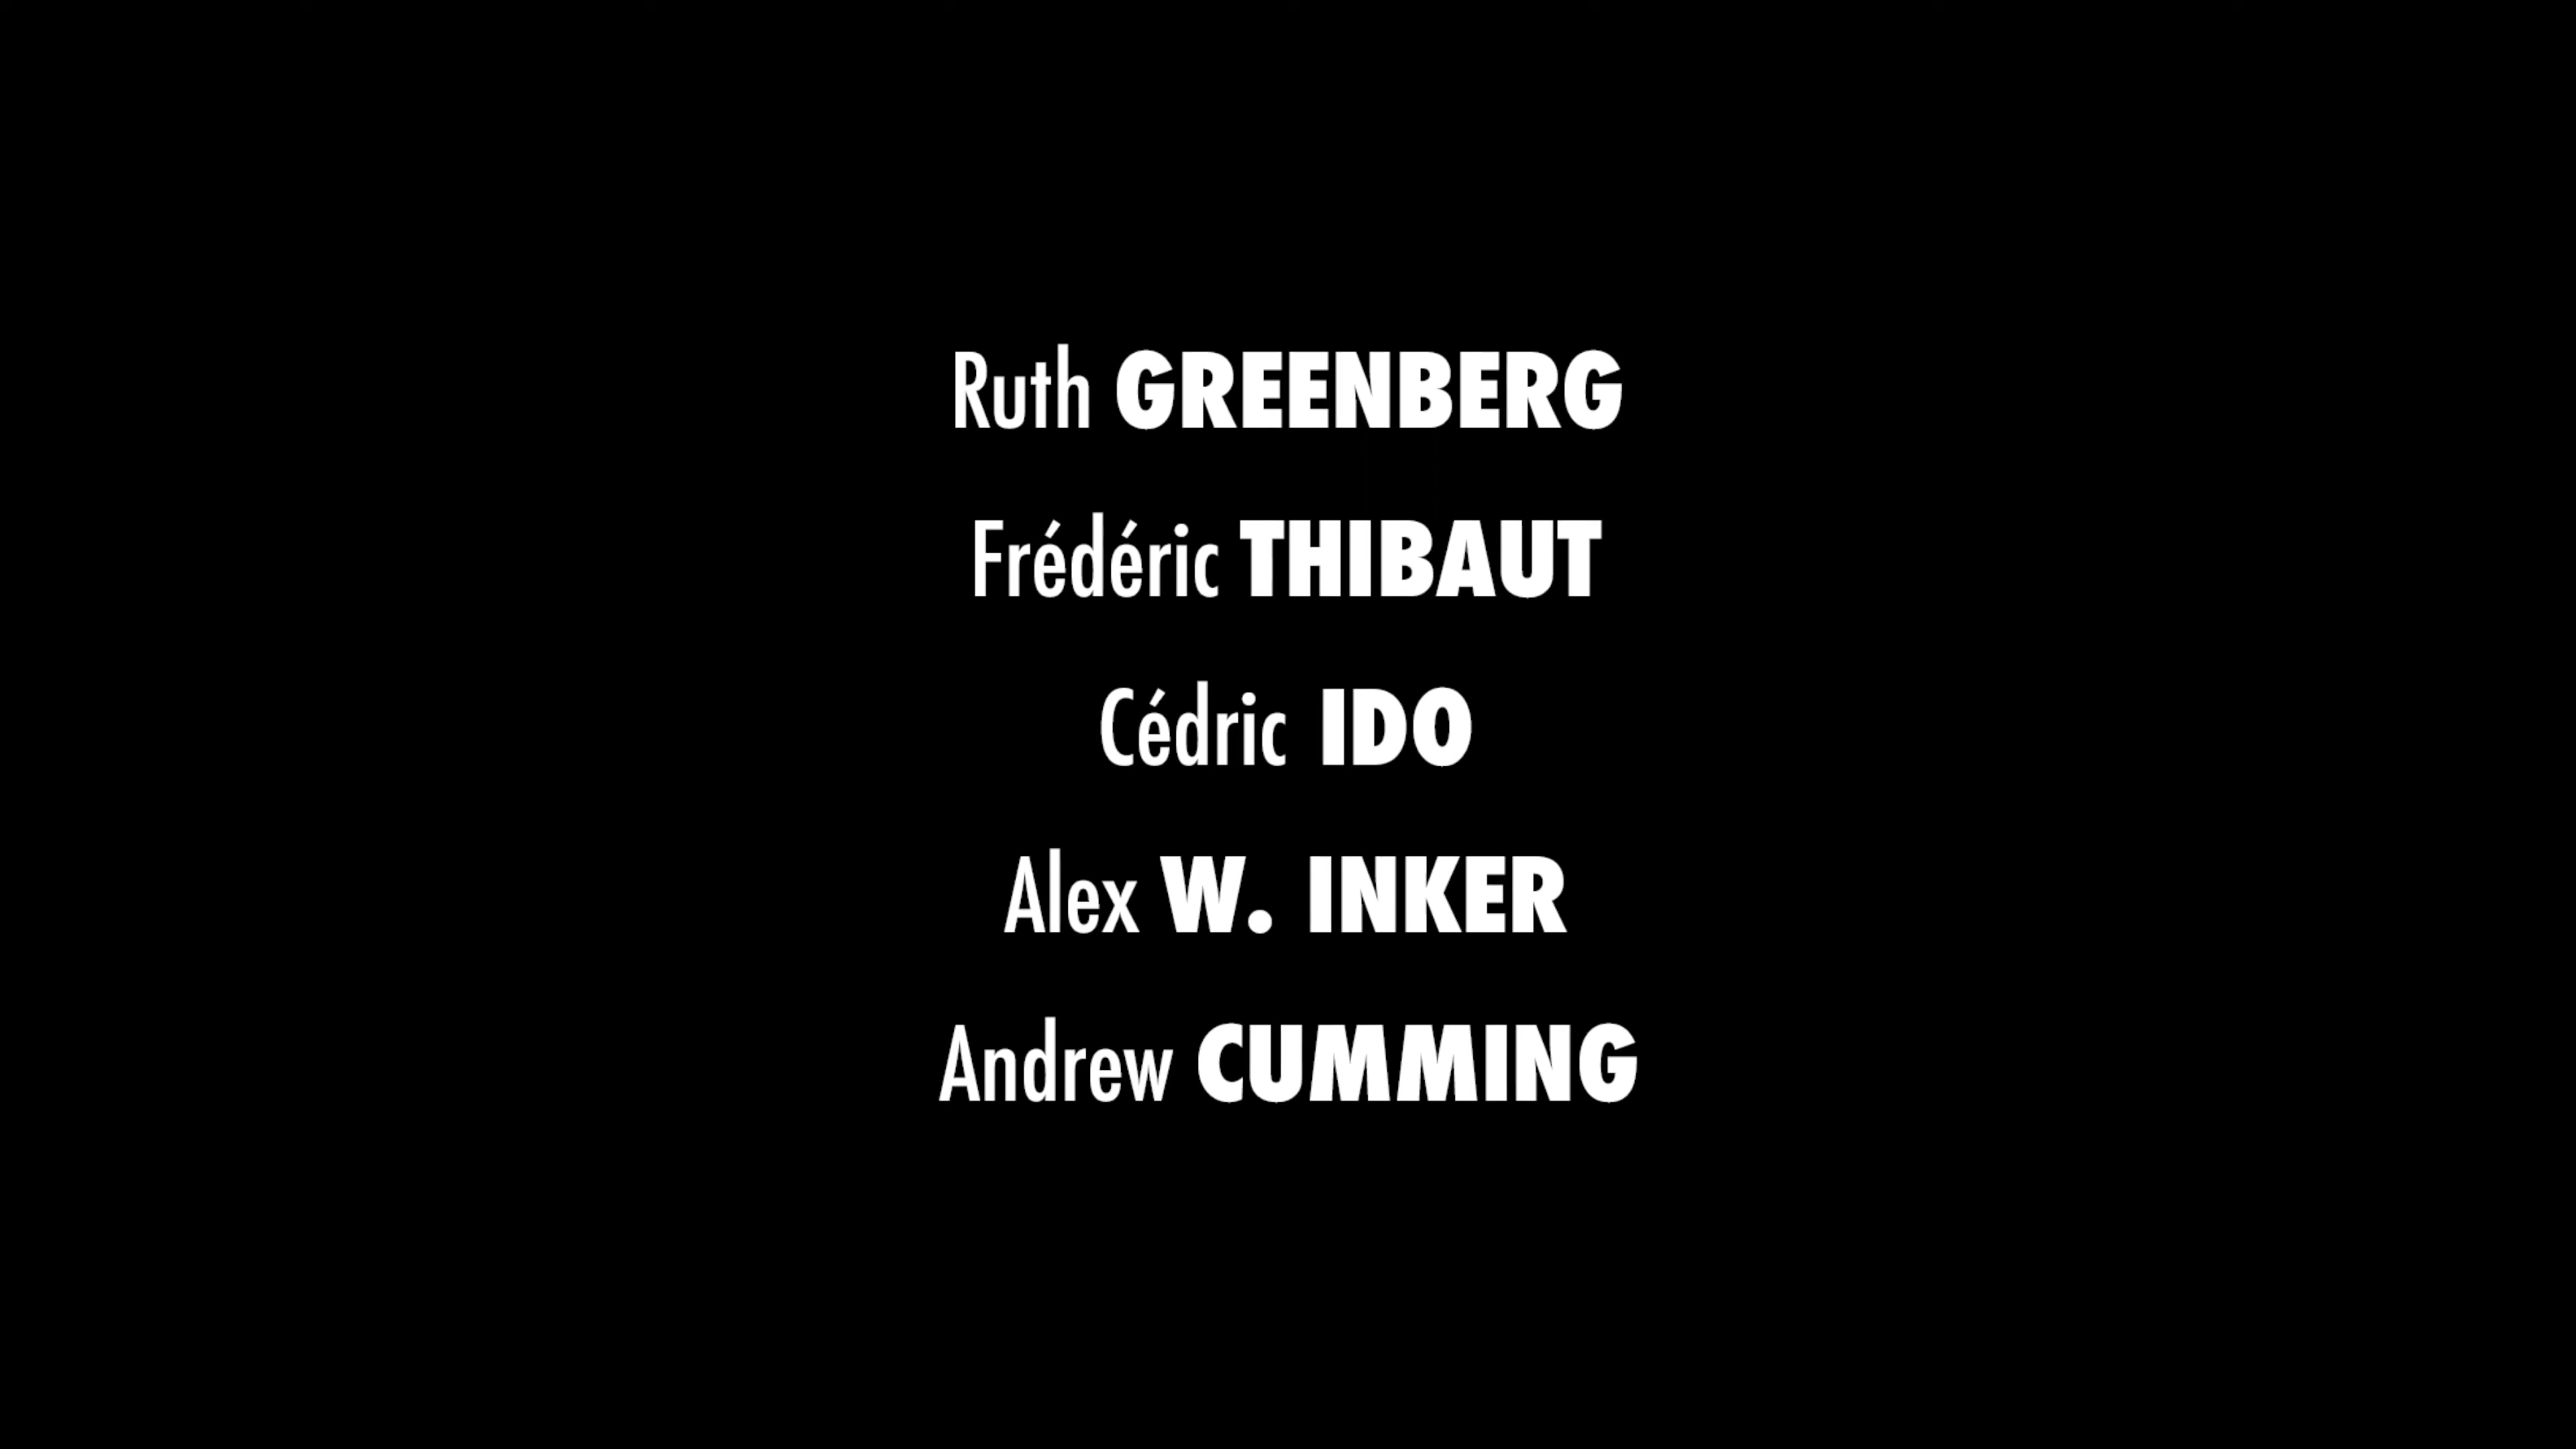 Ruth GREENBERG
Frédéric THIBAUT
Cédric IDO
Alex W. INKER
Andrew CUMMING